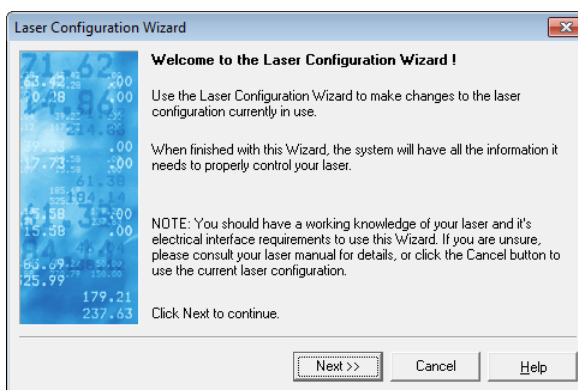 Laser Configuration Wizard
Welcome to the Laser Configuration Wizard !
Use the Laser Configuration Wizard to make changes to the laser
configuration currently in use.
When finished with this Wizard, the system will have all the information it
needs to properly control your laser.
NOTE: You should have a working knowledge of your laser and it's
electrical interface requirements to use this Wizard. If you are unsure,
please consult your laser manual for details, or click the Cancel button to
use the current laser configuration.
179.21
237.63
Click Next to continue.
Next >>
Cancel
Help